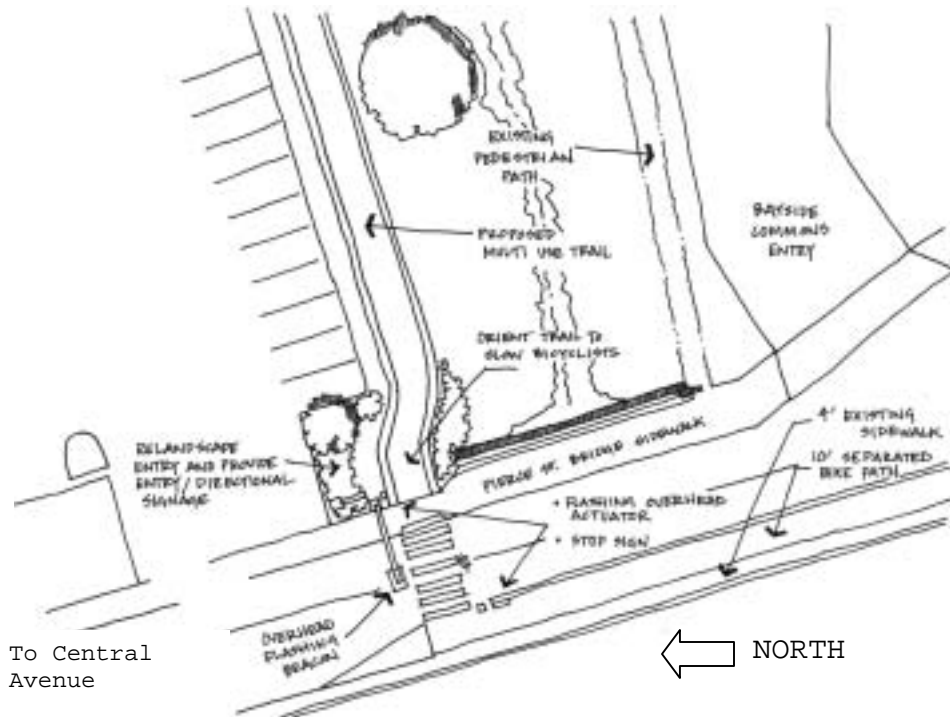 EXISTING
PEDESTRIAN
PATH
PROPOSED
MULTI USE TRAIL
BAYSIDE
COMMONS
ENTRY
ORIENT TRAIL TO
SLOW BICYCLISTS
RELANDSCAPE
ENTRY AND PROVIDE
ENTRY/DIRECTIONAL
SIGNAGE
PIERCE ST. BRIDGE SIDEWALK
4' EXISTING
SIDEWALK
10' SEPARATED
BIKE PATH
• FLASHING OVERHEAD
ACTUATOR
• STOP SIGN
OVERHEAD
FLASHING
BEACON
To Central
Avenue
NORTH